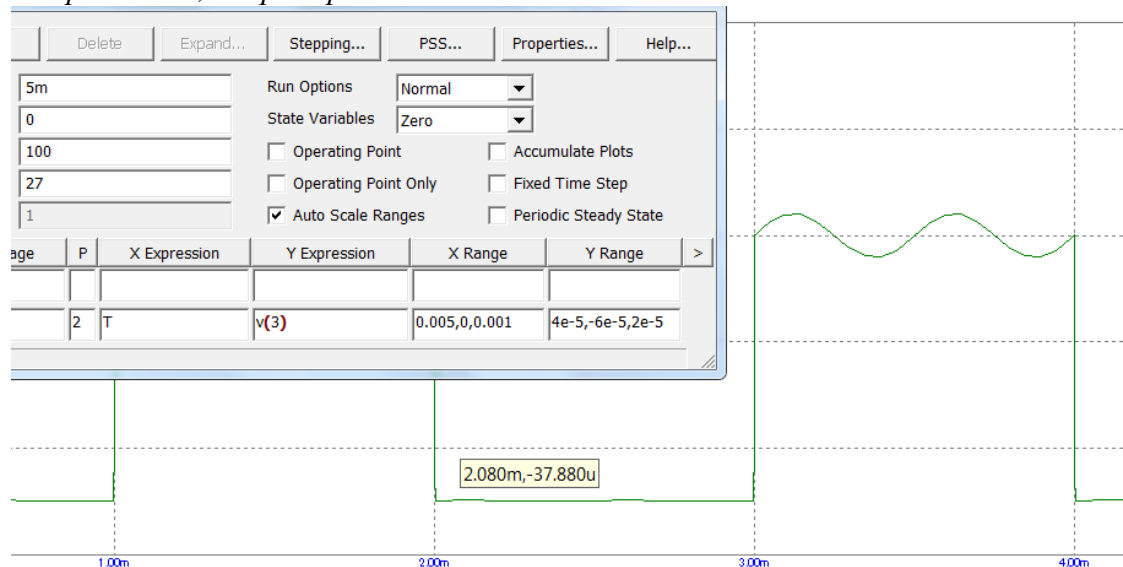 Delete Expand... Stepping... PSS... Properties... Help...
5m Run Options Normal
0 State Variables Zero
100 Operating Point Accumulate Plots
27 Operating Point Only Fixed Time Step
1 Auto Scale Ranges Periodic Steady State
age P X Expression Y Expression X Range Y Range >
2 T v(3) 0.005,0,0.001 4e-5,-6e-5,2e-5
2.080m,-37.880u
1.00m 2.00m 3.00m 4.00m